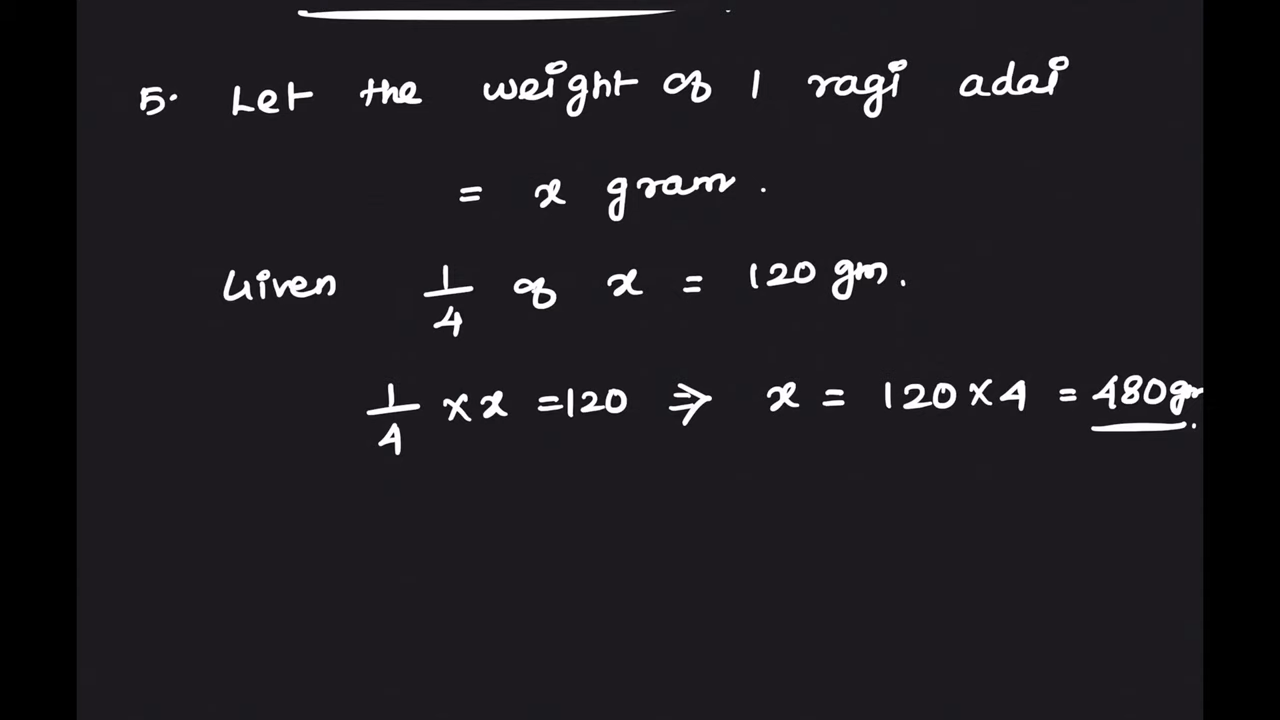 5. Let the weight of 1 ragi adai
= x gram.
Given 1/4 of x = 120 gm.
1/4 × x = 120 ⇒ x = 120 × 4 = 480gm.